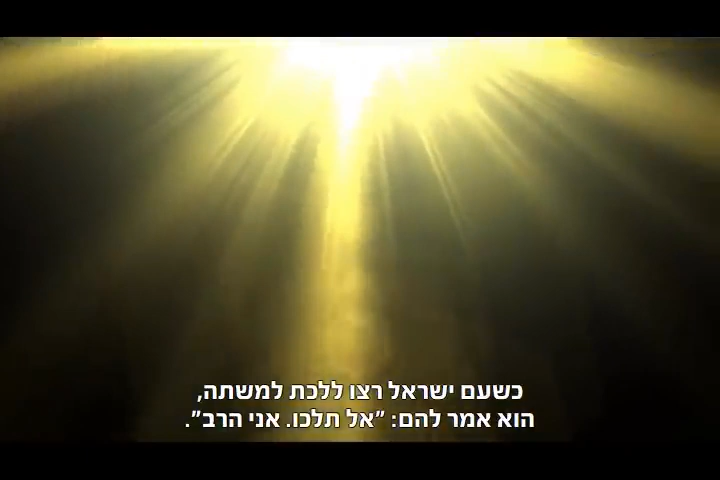 כשעם ישראל רצו ללכת למשתה,
הוא אמר להם: "אל תלכו. אני הרב".